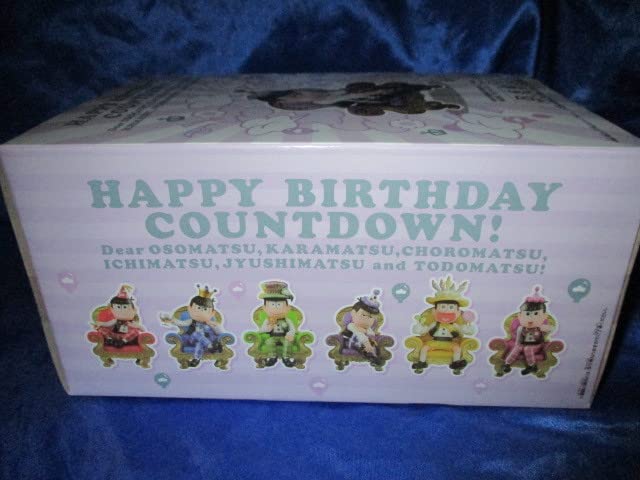 HAPPY BIRTHDAY
COUNTDOWN!
Dear OSOMATSU, KARAMATSU, CHOROMATSU,
ICHIMATSU, JYUSHIMATSU and TODOMATSU!